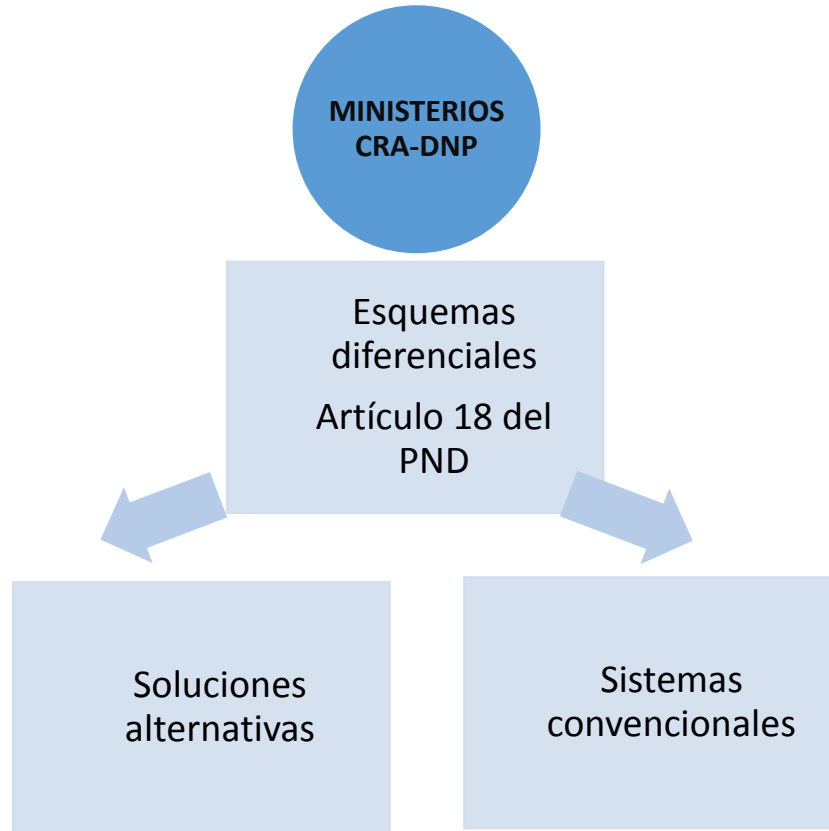 MINISTERIOS
CRA-DNP
Esquemas
diferenciales
Artículo 18 del
PND
Soluciones
alternativas
Sistemas
convencionales